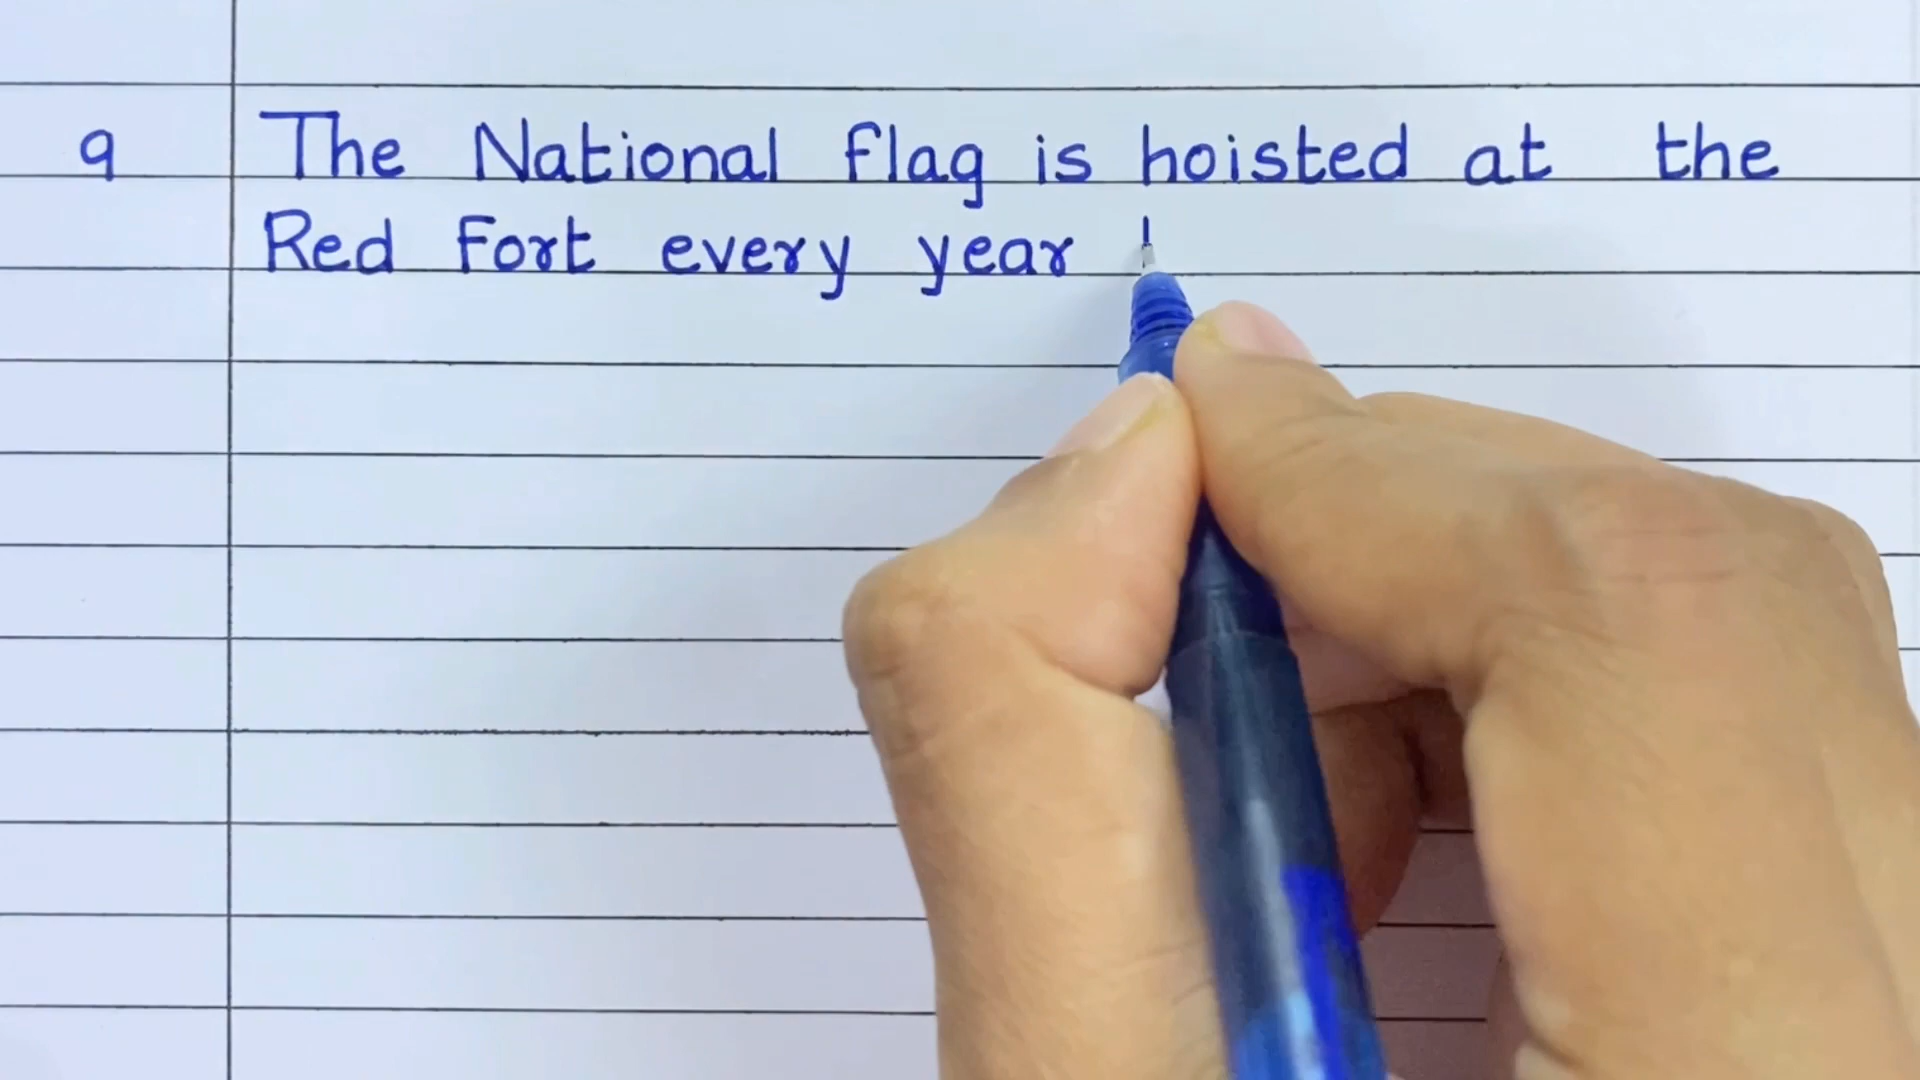 9 The National flag is hoisted at the
Red Fort every year